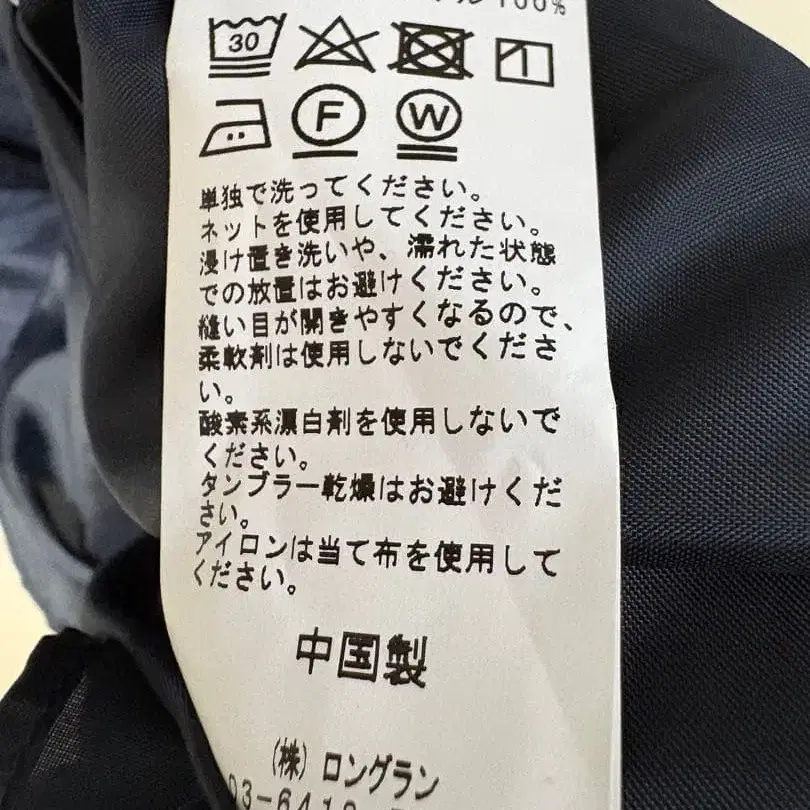 100%
30
F W
単独で洗ってください。
ネットを使用してください。
浸け置き洗いや、濡れた状態
での放置はお避けください。
縫い目が開きやすくなるので、
柔軟剤は使用しないでくださ
い。
酸素系漂白剤を使用しないで
ください。
タンブラー乾燥はお避けくだ
さい。
アイロンは当て布を使用して
ください。
中国製
(株) ロングラン
03-6419